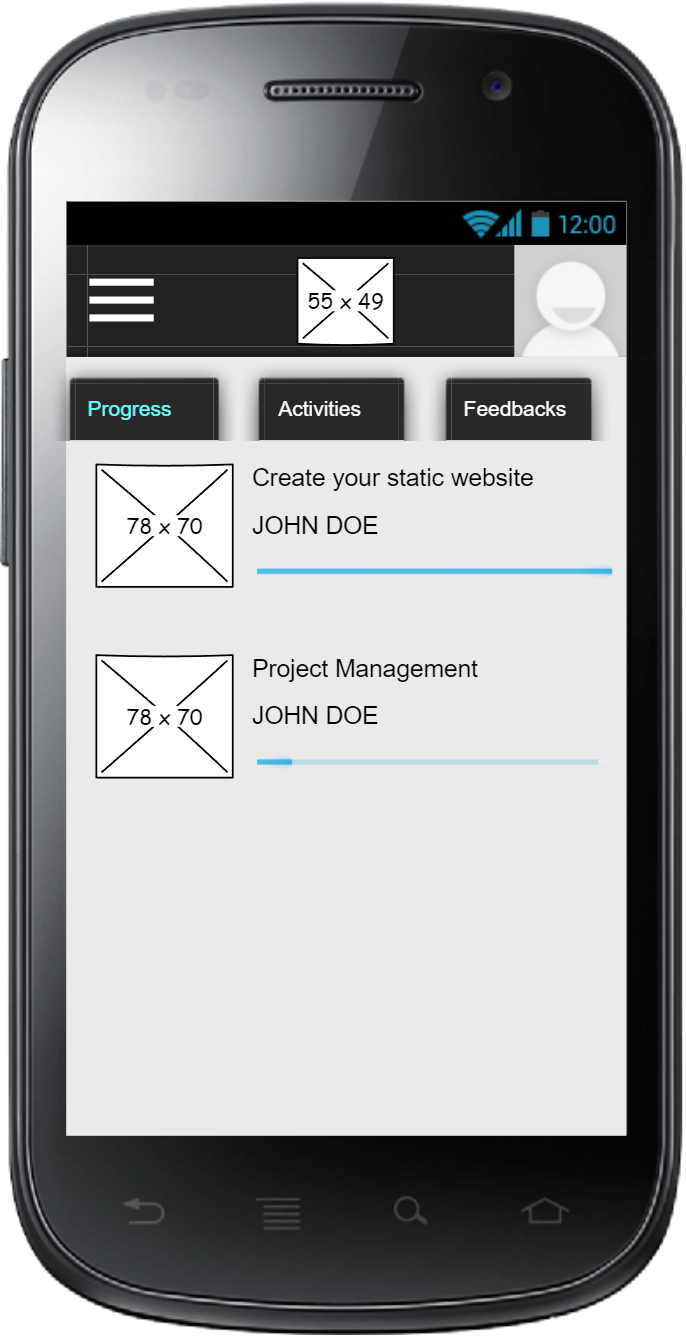 12:00
55 x 49
Progress Activities Feedbacks
78 x 70
Create your static website
JOHN DOE
78 x 70
Project Management
JOHN DOE